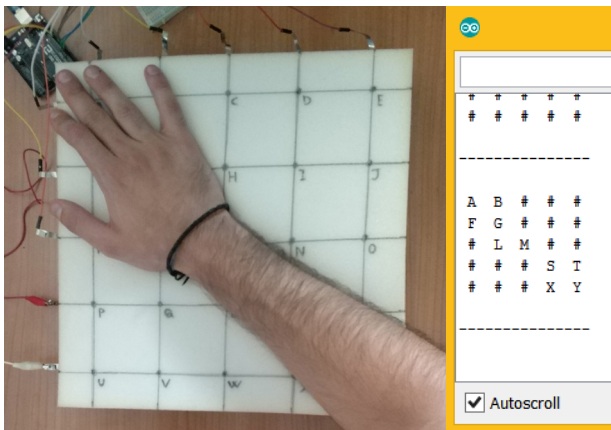 C D E
H I J
N O
P Q
U V W
# # # # #
# # # # #
----------------
A B # # #
F G # # #
# L M # #
# # # S T
# # # X Y
----------------
Autoscroll